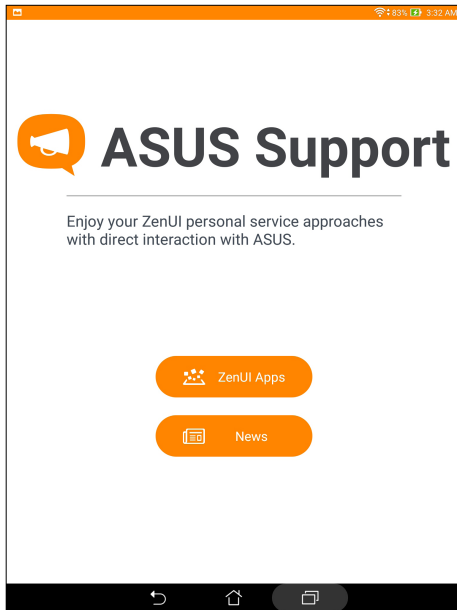 83% 3:32 AM
ASUS Support
Enjoy your ZenUI personal service approaches
with direct interaction with ASUS.
ZenUI Apps
News